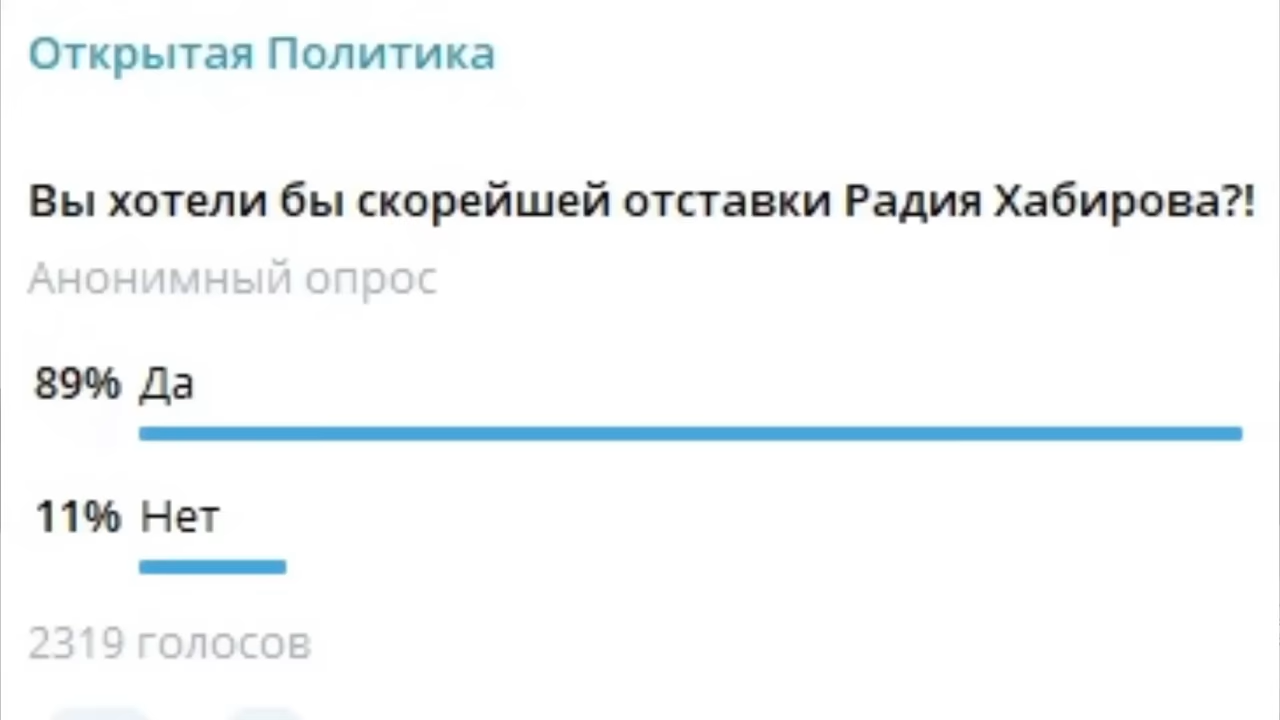 Открытая Политика
Вы хотели бы скорейшей отставки Радия Хабирова?!
Анонимный опрос
89% Да
11% Нет
2319 голосов